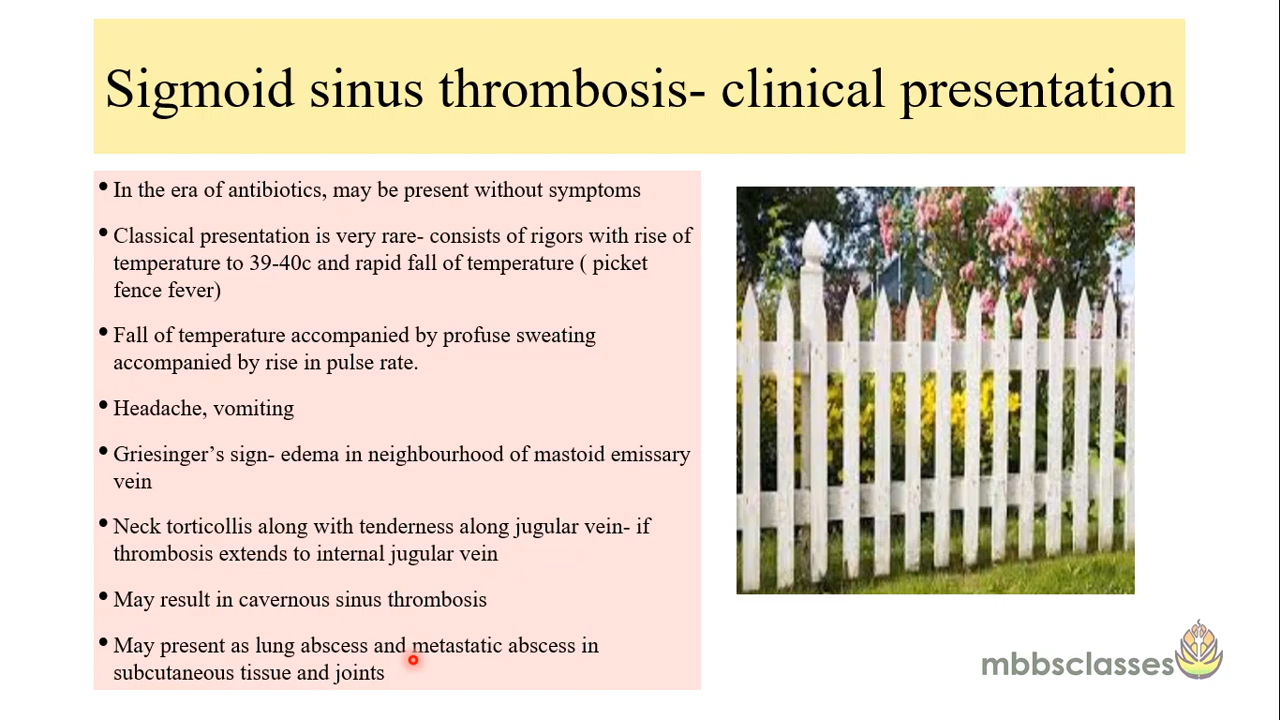 Sigmoid sinus thrombosis- clinical presentation
• In the era of antibiotics, may be present without symptoms
• Classical presentation is very rare- consists of rigors with rise of
temperature to 39-40c and rapid fall of temperature ( picket
fence fever)
• Fall of temperature accompanied by profuse sweating
accompanied by rise in pulse rate.
• Headache, vomiting
• Griesinger’s sign- edema in neighbourhood of mastoid emissary
vein
• Neck torticollis along with tenderness along jugular vein- if
thrombosis extends to internal jugular vein
• May result in cavernous sinus thrombosis
• May present as lung abscess and metastatic abscess in
subcutaneous tissue and joints
mbbsclasses